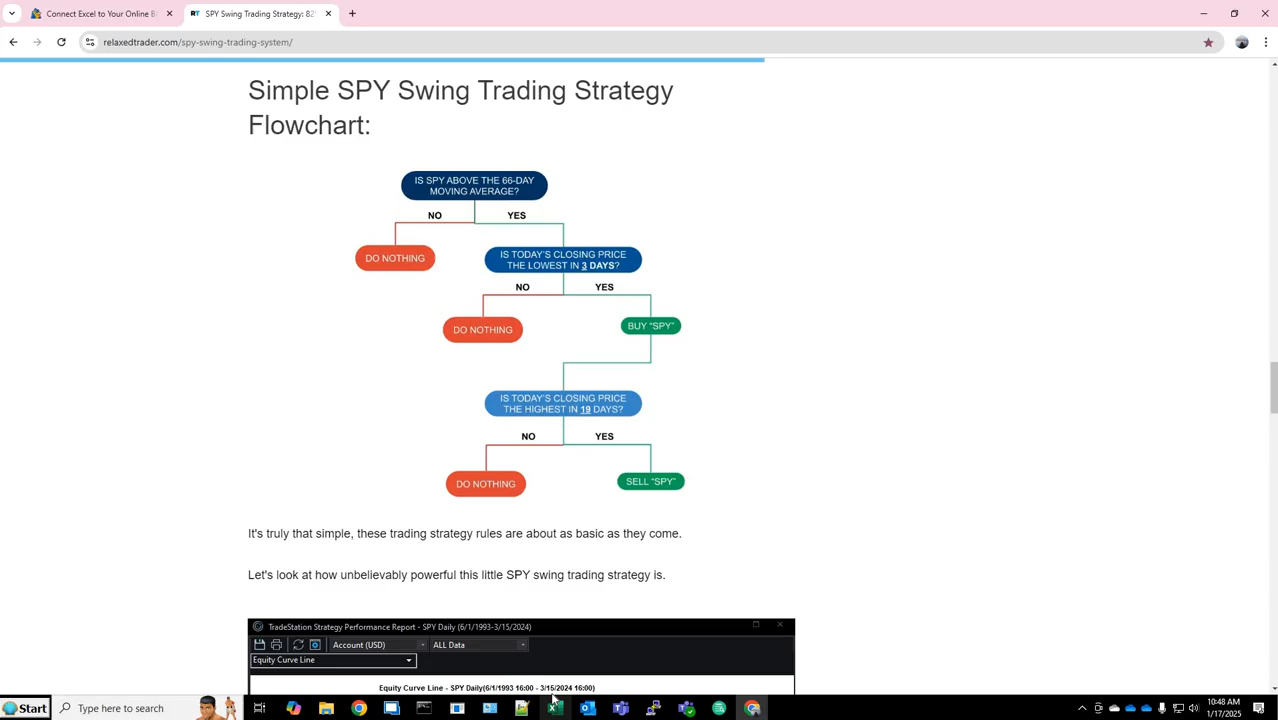 Connect Excel to Your Online B
RT SPY Swing Trading Strategy: 82
relaxedtrader.com/spy-swing-trading-system/
Simple SPY Swing Trading Strategy
Flowchart:
IS SPY ABOVE THE 66-DAY
MOVING AVERAGE?
NO
YES
DO NOTHING
IS TODAY'S CLOSING PRICE
THE LOWEST IN 3 DAYS?
NO
YES
DO NOTHING
BUY "SPY"
IS TODAY'S CLOSING PRICE
THE HIGHEST IN 19 DAYS?
NO
YES
DO NOTHING
SELL "SPY"
It's truly that simple, these trading strategy rules are about as basic as they come.
Let's look at how unbelievably powerful this little SPY swing trading strategy is.
TradeStation Strategy Performance Report - SPY Daily (6/1/1993-3/15/2024)
Account (USD)
ALL Data
Equity Curve Line
Equity Curve Line - SPY Daily(6/1/1993 16:00 - 3/15/2024 16:00)
Start
Type here to search
10:48 AM
1/17/2025